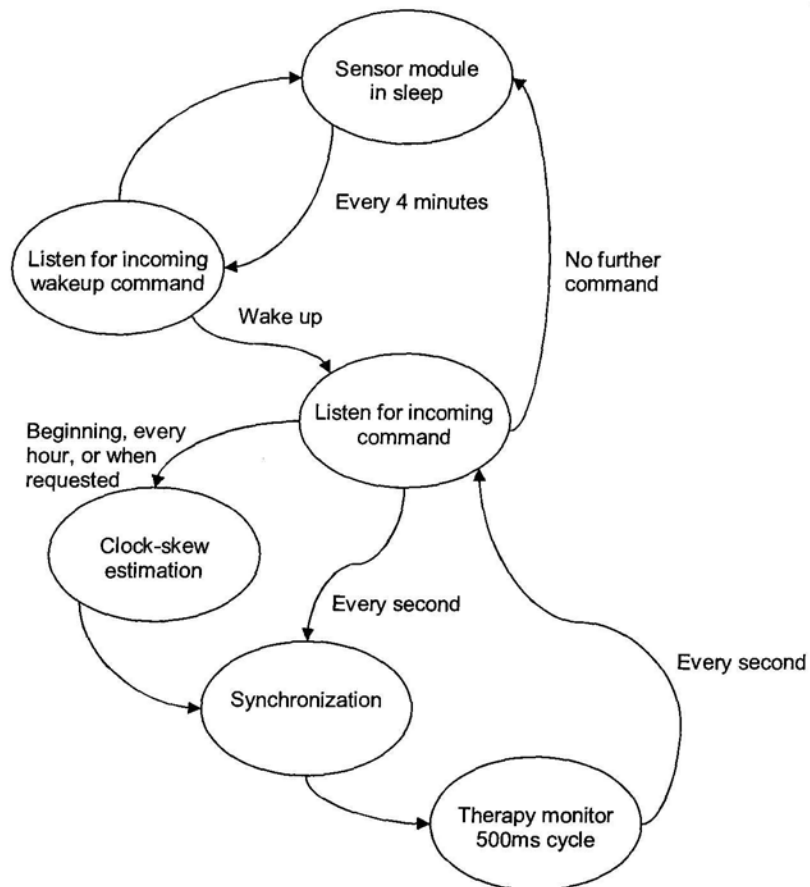 Sensor module
in sleep
Every 4 minutes
Listen for incoming
wakeup command
No further
command
Wake up
Listen for incoming
command
Beginning, every
hour, or when
requested
Clock-skew
estimation
Every second
Synchronization
Every second
Therapy monitor
500ms cycle